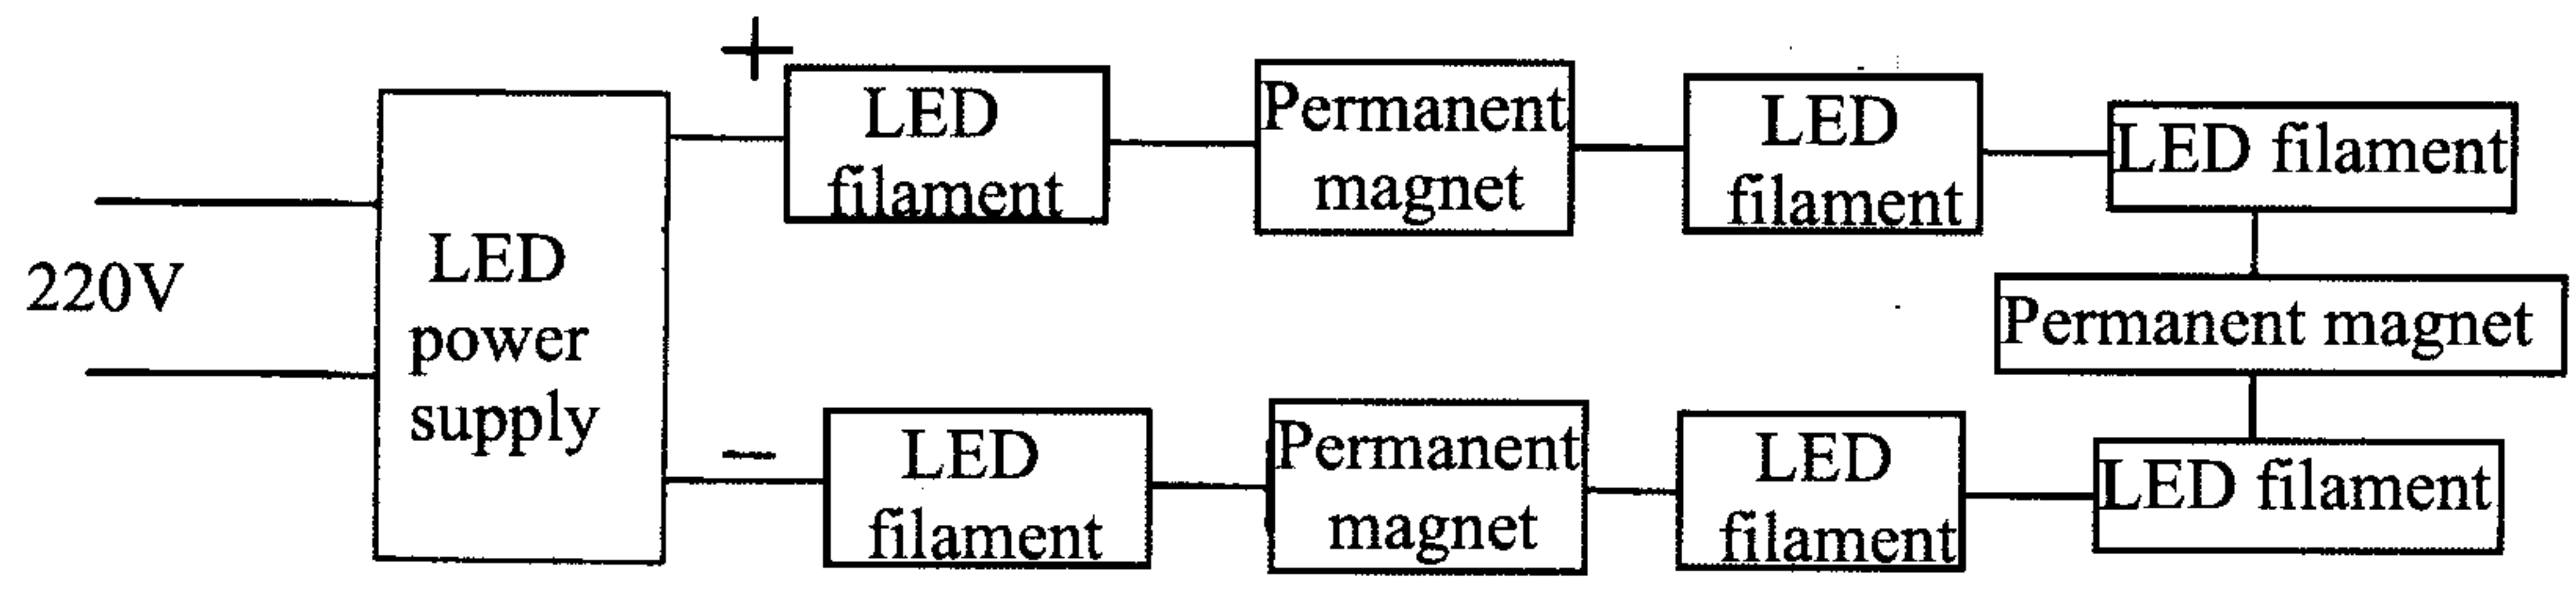 +
LED
filament
Permanent
magnet
LED
filament
LED filament
220V
LED
power
supply
Permanent magnet
−
LED
filament
Permanent
magnet
LED
filament
LED filament